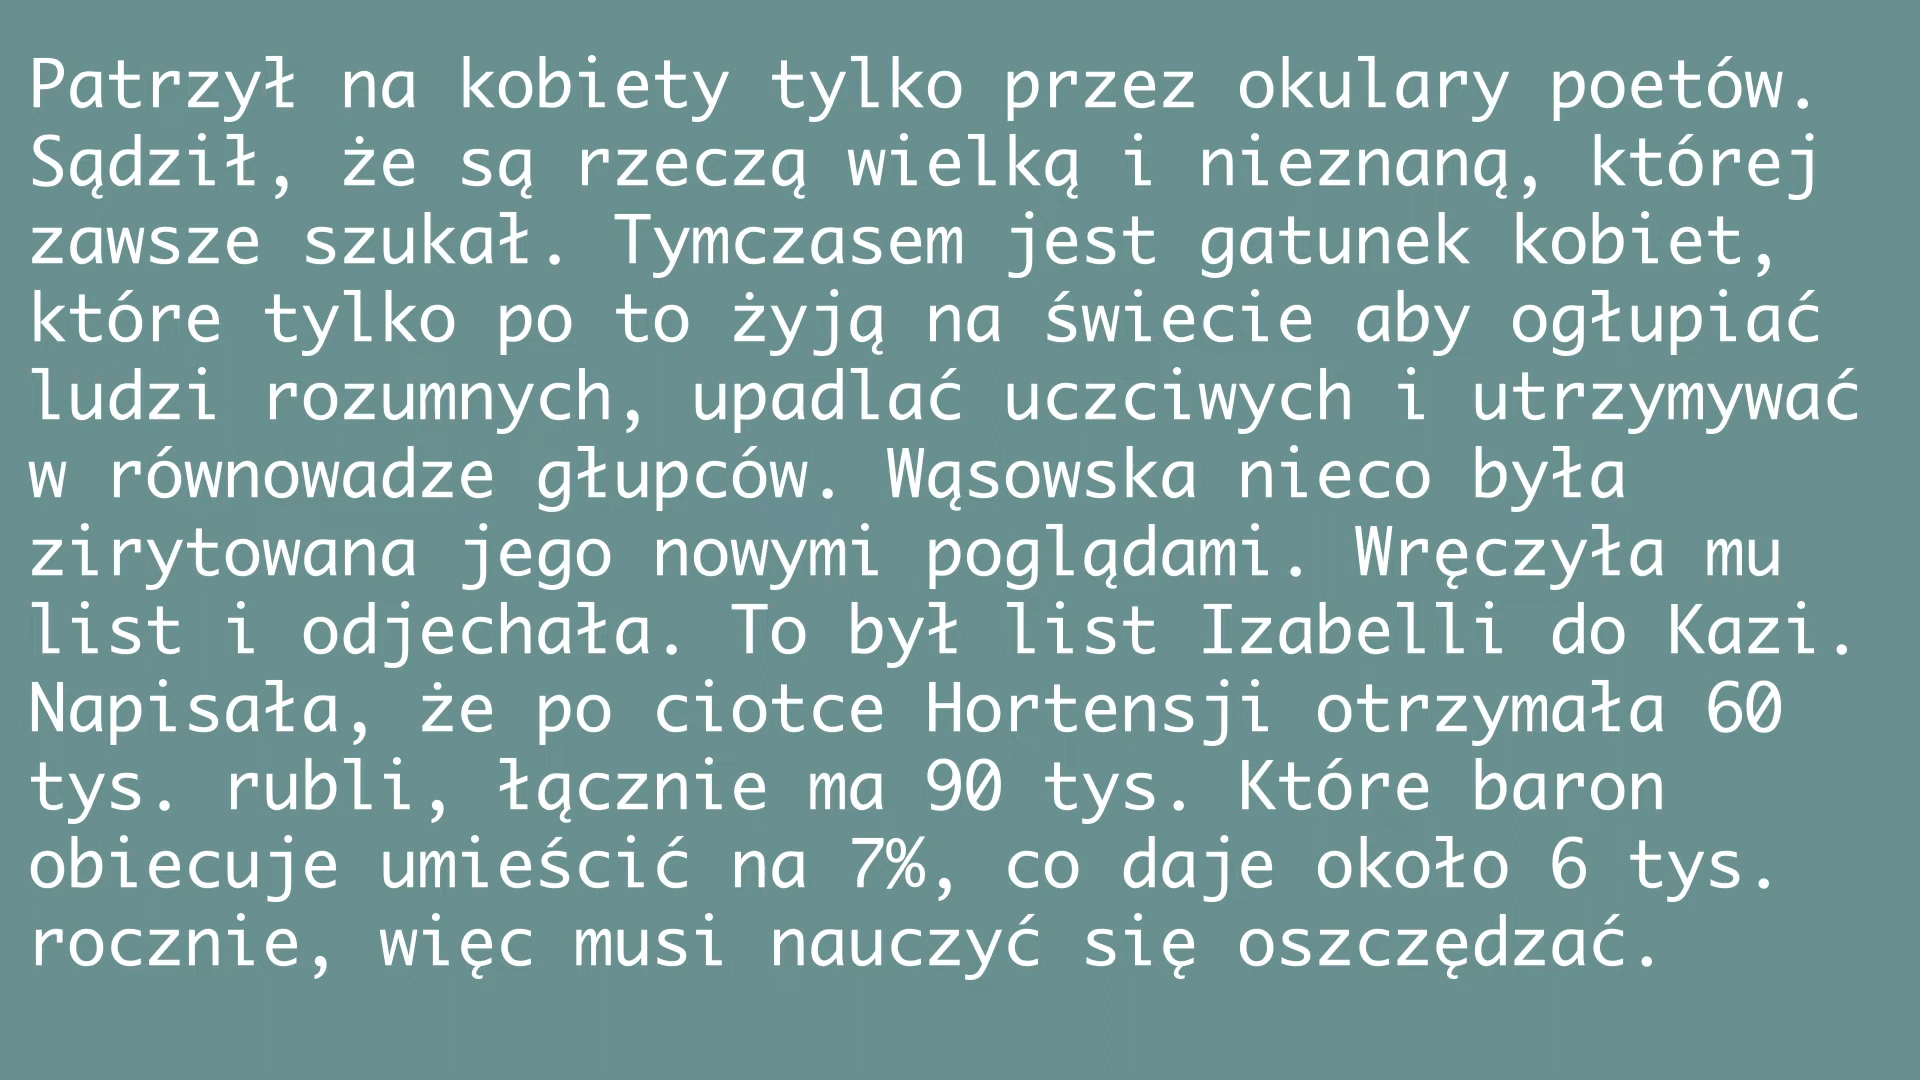 Patrzył na kobiety tylko przez okulary poetów.
Sądził, że są rzeczą wielką i nieznaną, której
zawsze szukał. Tymczasem jest gatunek kobiet,
które tylko po to żyją na świecie aby ogłupiać
ludzi rozumnych, upadlać uczciwych i utrzymywać
w równowadze głupców. Wąsowska nieco była
zirytowana jego nowymi poglądami. Wręczyła mu
list i odjechała. To był list Izabelli do Kazi.
Napisała, że po ciotce Hortensji otrzymała 60
tys. rubli, łącznie ma 90 tys. Które baron
obiecuje umieścić na 7%, co daje około 6 tys.
rocznie, więc musi nauczyć się oszczędzać.